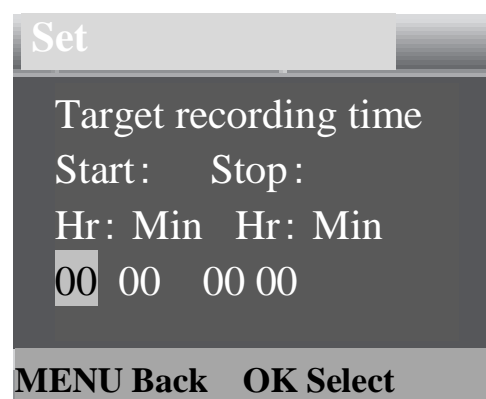 Set
Target recording time
Start: Stop:
Hr: Min Hr: Min
00 00 00 00
MENU Back OK Select